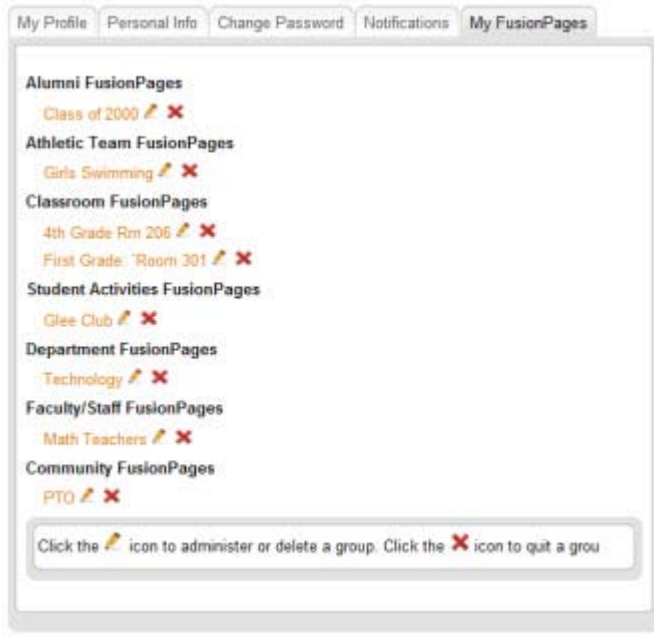 My Profile Personal Info Change Password Notifications My FusionPages
Alumni FusionPages
Class of 2000
Athletic Team FusionPages
Girls Swimming
Classroom FusionPages
4th Grade Rm 206
First Grade: `Room 301
Student Activities FusionPages
Glee Club
Department FusionPages
Technology
Faculty/Staff FusionPages
Math Teachers
Community FusionPages
PTO
Click the icon to administer or delete a group. Click the icon to quit a grou